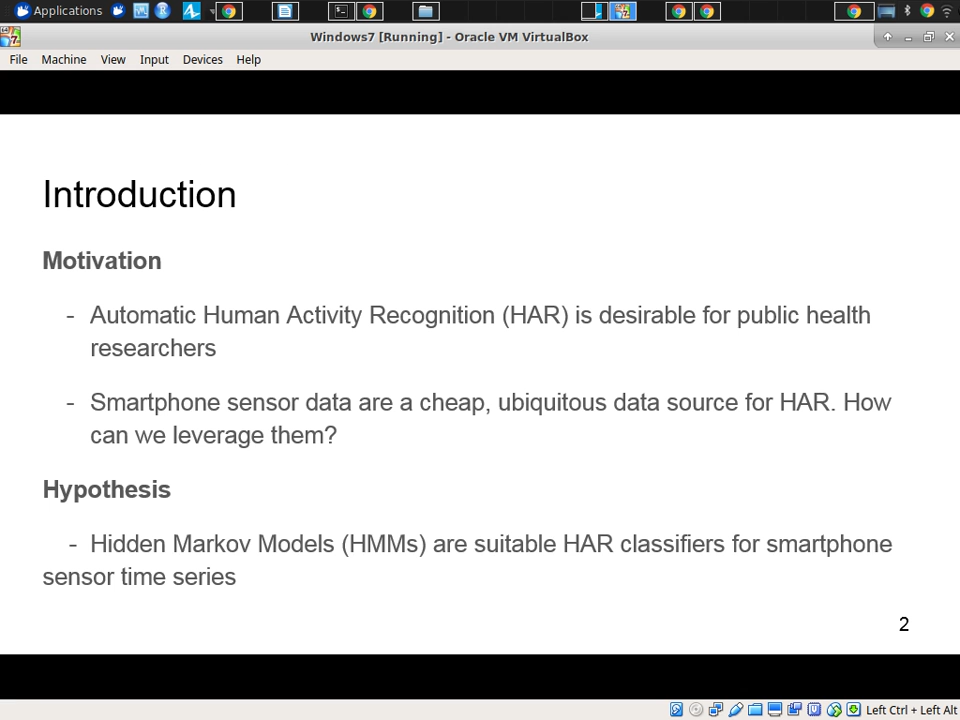 Applications
Windows7 [Running] - Oracle VM VirtualBox
File Machine View Input Devices Help
Introduction
Motivation
- Automatic Human Activity Recognition (HAR) is desirable for public health
researchers
- Smartphone sensor data are a cheap, ubiquitous data source for HAR. How
can we leverage them?
Hypothesis
- Hidden Markov Models (HMMs) are suitable HAR classifiers for smartphone
sensor time series
2
Left Ctrl + Left Alt